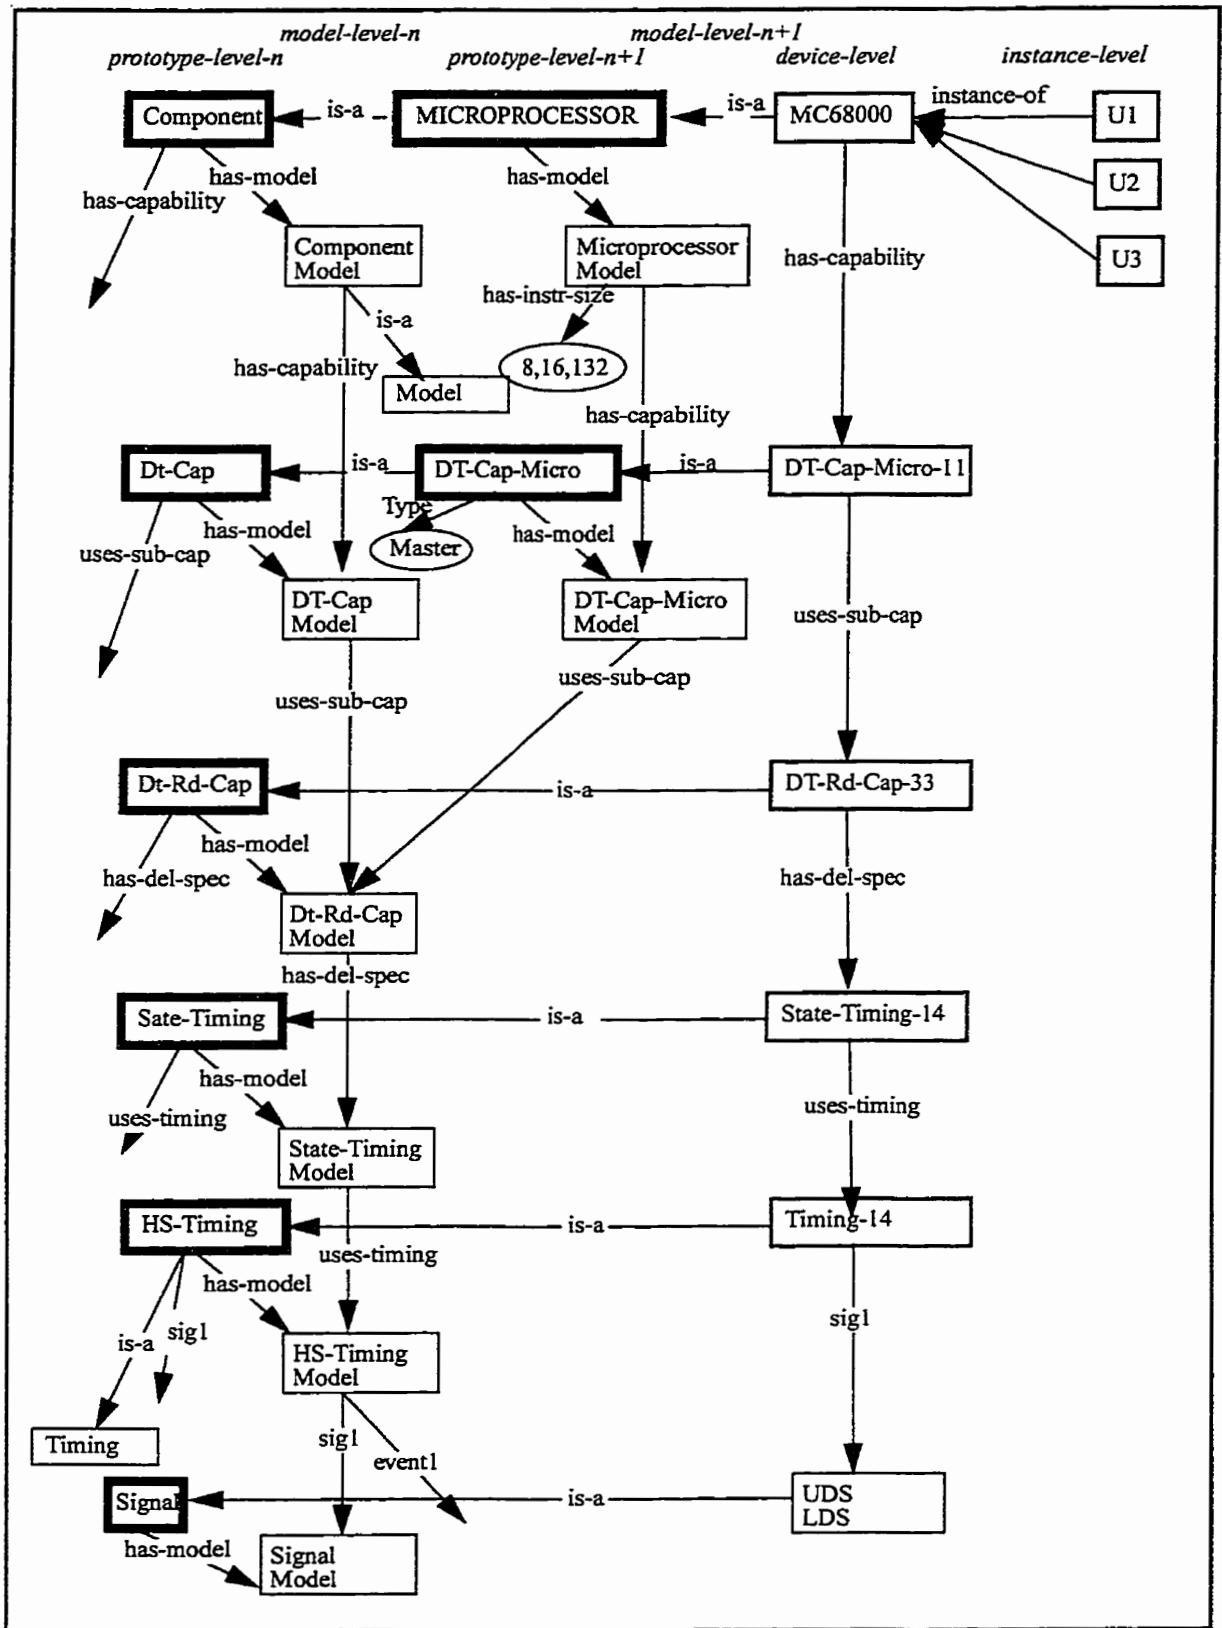 model-level-n
model-level-n+1
prototype-level-n
prototype-level-n+1
device-level
instance-level
Component
is-a
MICROPROCESSOR
is-a
MC68000
instance-of
U1
has-model
has-model
U2
has-capability
Component
Model
Microprocessor
Model
has-capability
U3
has-instr-size
is-a
has-capability
8,16,132
Model
has-capability
Dt-Cap
is-a
DT-Cap-Micro
is-a
DT-Cap-Micro-11
Type
has-model
has-model
uses-sub-cap
Master
DT-Cap
Model
DT-Cap-Micro
Model
uses-sub-cap
uses-sub-cap
uses-sub-cap
Dt-Rd-Cap
is-a
DT-Rd-Cap-33
has-model
has-del-spec
has-del-spec
Dt-Rd-Cap
Model
has-del-spec
Sate-Timing
is-a
State-Timing-14
has-model
uses-timing
uses-timing
State-Timing
Model
HS-Timing
is-a
Timing-14
uses-timing
has-model
sig1
is-a
sig1
HS-Timing
Model
Timing
sig1
event1
Signal
is-a
UDS
LDS
has-model
Signal
Model